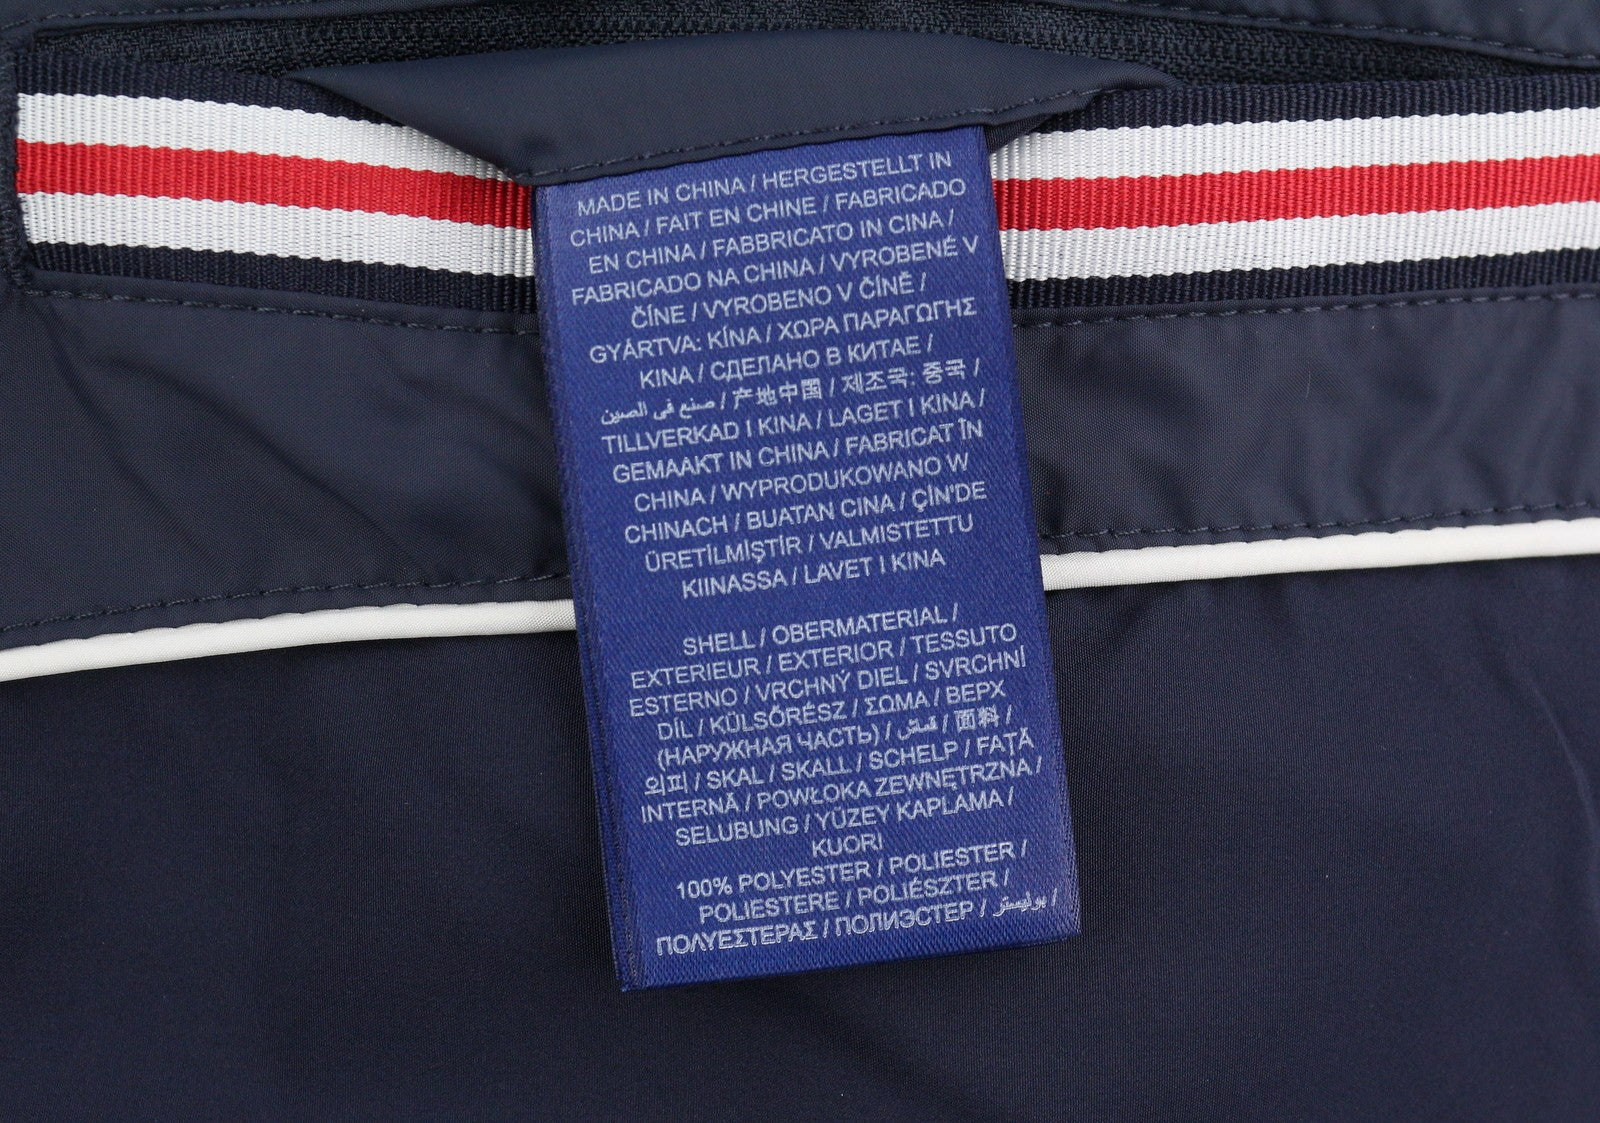 MADE IN CHINA / HERGESTELLT IN
CHINA / FAIT EN CHINE / FABRICADO
EN CHINA / FABBRICATO IN CINA /
FABRICADO NA CHINA / VYROBENÉ V
ČÍNE / VYROBENO V ČÍNĚ /
GYÁRTVA: KÍNA / ΧΩΡΑ ΠΑΡΑΓΩΓΗΣ
KINA / СДЕЛАНО В КИТАЕ /
صنع في الصين / 产地中国 / 제조국: 중국 /
TILLVERKAD I KINA / LAGET I KINA /
GEMAAKT IN CHINA / FABRICAT ÎN
CHINA / WYPRODUKOWANO W
CHINACH / BUATAN CINA / ÇİN'DE
ÜRETİLMİŞTİR / VALMISTETTU
KIINASSA / LAVET I KINA
SHELL / OBERMATERIAL /
EXTERIEUR / EXTERIOR / TESSUTO
ESTERNO / VRCHNÝ DIEL / SVRCHNÍ
DÍL / KÜLSŐRÉSZ / ΣΩΜΑ / ВЕРХ
(НАРУЖНАЯ ЧАСТЬ) / قماش / 面料 /
외피 / SKAL / SKALL / SCHELP / FAȚĂ
INTERNĂ / POWŁOKA ZEWNĘTRZNA /
SELUBUNG / YÜZEY KAPLAMA /
KUORI
100% POLYESTER / POLIESTER /
POLIESTERE / POLIÉSZTER /
ΠΟΛΥΕΣΤΕΡΑΣ / ПОЛИЭСТЕР / بوليستر /